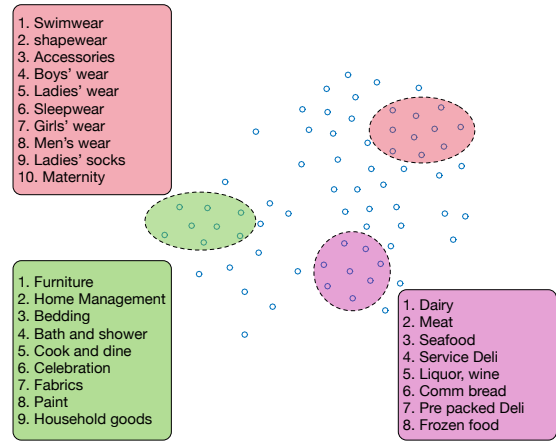 1. Swimwear
2. shapewear
3. Accessories
4. Boys' wear
5. Ladies' wear
6. Sleepwear
7. Girls' wear
8. Men's wear
9. Ladies' socks
10. Maternity
1. Furniture
2. Home Management
3. Bedding
4. Bath and shower
5. Cook and dine
6. Celebration
7. Fabrics
8. Paint
9. Household goods
1. Dairy
2. Meat
3. Seafood
4. Service Deli
5. Liquor, wine
6. Comm bread
7. Pre packed Deli
8. Frozen food